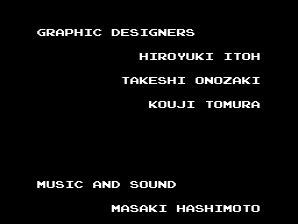 GRAPHIC DESIGNERS
HIROYUKI ITOH
TAKESHI ONOZAKI
KOUJI TOMURA
MUSIC AND SOUND
MASAKI HASHIMOTO